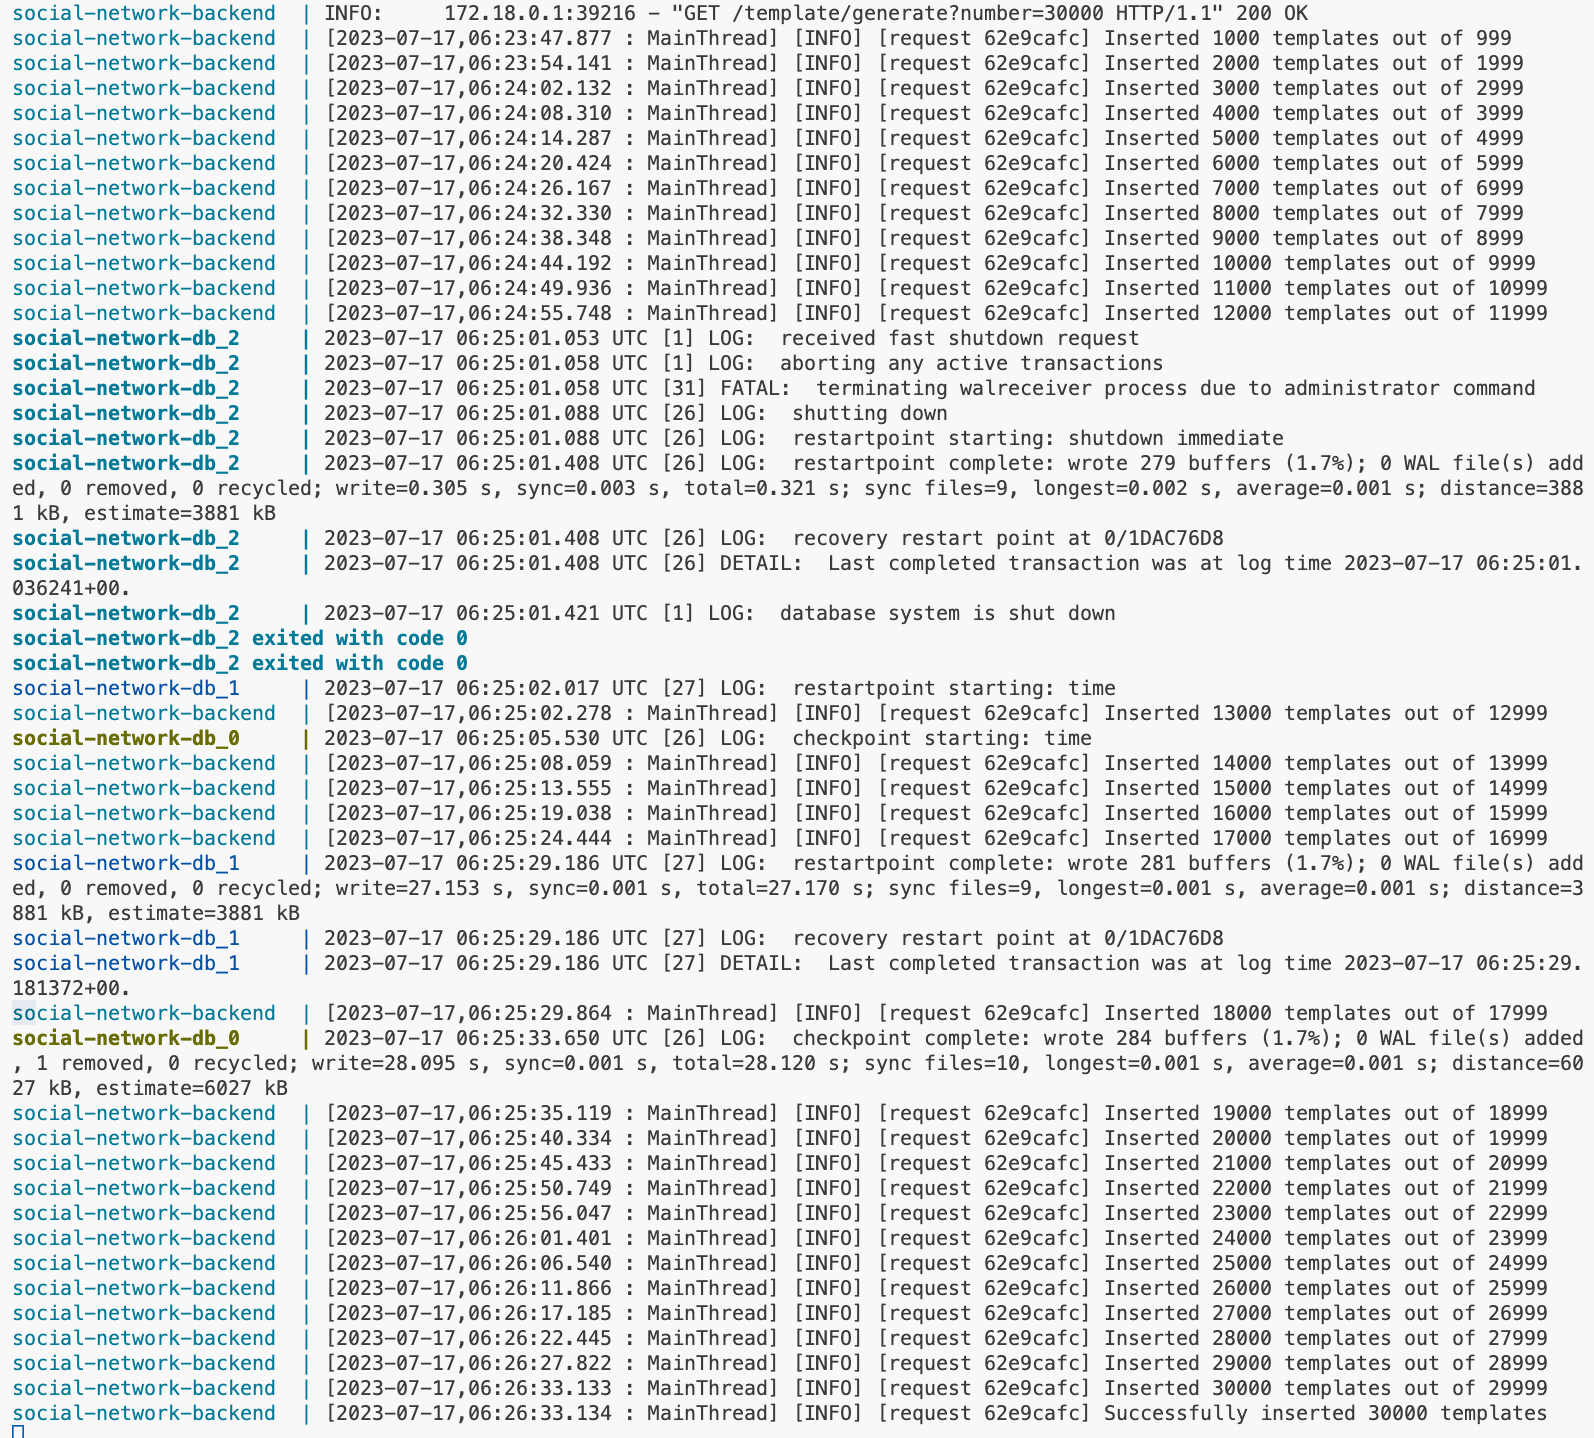 social-network-backend  | INFO:     172.18.0.1:39216 – "GET /template/generate?number=30000 HTTP/1.1" 200 OK
social-network-backend  | [2023-07-17,06:23:47.877 : MainThread] [INFO] [request 62e9cafc] Inserted 1000 templates out of 999
social-network-backend  | [2023-07-17,06:23:54.141 : MainThread] [INFO] [request 62e9cafc] Inserted 2000 templates out of 1999
social-network-backend  | [2023-07-17,06:24:02.132 : MainThread] [INFO] [request 62e9cafc] Inserted 3000 templates out of 2999
social-network-backend  | [2023-07-17,06:24:08.310 : MainThread] [INFO] [request 62e9cafc] Inserted 4000 templates out of 3999
social-network-backend  | [2023-07-17,06:24:14.287 : MainThread] [INFO] [request 62e9cafc] Inserted 5000 templates out of 4999
social-network-backend  | [2023-07-17,06:24:20.424 : MainThread] [INFO] [request 62e9cafc] Inserted 6000 templates out of 5999
social-network-backend  | [2023-07-17,06:24:26.167 : MainThread] [INFO] [request 62e9cafc] Inserted 7000 templates out of 6999
social-network-backend  | [2023-07-17,06:24:32.330 : MainThread] [INFO] [request 62e9cafc] Inserted 8000 templates out of 7999
social-network-backend  | [2023-07-17,06:24:38.348 : MainThread] [INFO] [request 62e9cafc] Inserted 9000 templates out of 8999
social-network-backend  | [2023-07-17,06:24:44.192 : MainThread] [INFO] [request 62e9cafc] Inserted 10000 templates out of 9999
social-network-backend  | [2023-07-17,06:24:49.936 : MainThread] [INFO] [request 62e9cafc] Inserted 11000 templates out of 10999
social-network-backend  | [2023-07-17,06:24:55.748 : MainThread] [INFO] [request 62e9cafc] Inserted 12000 templates out of 11999
social-network-db_2     | 2023-07-17 06:25:01.053 UTC [1] LOG:  received fast shutdown request
social-network-db_2     | 2023-07-17 06:25:01.058 UTC [1] LOG:  aborting any active transactions
social-network-db_2     | 2023-07-17 06:25:01.058 UTC [31] FATAL:  terminating walreceiver process due to administrator command
social-network-db_2     | 2023-07-17 06:25:01.088 UTC [26] LOG:  shutting down
social-network-db_2     | 2023-07-17 06:25:01.088 UTC [26] LOG:  restartpoint starting: shutdown immediate
social-network-db_2     | 2023-07-17 06:25:01.408 UTC [26] LOG:  restartpoint complete: wrote 279 buffers (1.7%); 0 WAL file(s) add
ed, 0 removed, 0 recycled; write=0.305 s, sync=0.003 s, total=0.321 s; sync files=9, longest=0.002 s, average=0.001 s; distance=388
1 kB, estimate=3881 kB
social-network-db_2     | 2023-07-17 06:25:01.408 UTC [26] LOG:  recovery restart point at 0/1DAC76D8
social-network-db_2     | 2023-07-17 06:25:01.408 UTC [26] DETAIL:  Last completed transaction was at log time 2023-07-17 06:25:01.
036241+00.
social-network-db_2     | 2023-07-17 06:25:01.421 UTC [1] LOG:  database system is shut down
social-network-db_2 exited with code 0
social-network-db_2 exited with code 0
social-network-db_1     | 2023-07-17 06:25:02.017 UTC [27] LOG:  restartpoint starting: time
social-network-backend  | [2023-07-17,06:25:02.278 : MainThread] [INFO] [request 62e9cafc] Inserted 13000 templates out of 12999
social-network-db_0     | 2023-07-17 06:25:05.530 UTC [26] LOG:  checkpoint starting: time
social-network-backend  | [2023-07-17,06:25:08.059 : MainThread] [INFO] [request 62e9cafc] Inserted 14000 templates out of 13999
social-network-backend  | [2023-07-17,06:25:13.555 : MainThread] [INFO] [request 62e9cafc] Inserted 15000 templates out of 14999
social-network-backend  | [2023-07-17,06:25:19.038 : MainThread] [INFO] [request 62e9cafc] Inserted 16000 templates out of 15999
social-network-backend  | [2023-07-17,06:25:24.444 : MainThread] [INFO] [request 62e9cafc] Inserted 17000 templates out of 16999
social-network-db_1     | 2023-07-17 06:25:29.186 UTC [27] LOG:  restartpoint complete: wrote 281 buffers (1.7%); 0 WAL file(s) add
ed, 0 removed, 0 recycled; write=27.153 s, sync=0.001 s, total=27.170 s; sync files=9, longest=0.001 s, average=0.001 s; distance=3
881 kB, estimate=3881 kB
social-network-db_1     | 2023-07-17 06:25:29.186 UTC [27] LOG:  recovery restart point at 0/1DAC76D8
social-network-db_1     | 2023-07-17 06:25:29.186 UTC [27] DETAIL:  Last completed transaction was at log time 2023-07-17 06:25:29.
181372+00.
social-network-backend  | [2023-07-17,06:25:29.864 : MainThread] [INFO] [request 62e9cafc] Inserted 18000 templates out of 17999
social-network-db_0     | 2023-07-17 06:25:33.650 UTC [26] LOG:  checkpoint complete: wrote 284 buffers (1.7%); 0 WAL file(s) added
, 1 removed, 0 recycled; write=28.095 s, sync=0.001 s, total=28.120 s; sync files=10, longest=0.001 s, average=0.001 s; distance=60
27 kB, estimate=6027 kB
social-network-backend  | [2023-07-17,06:25:35.119 : MainThread] [INFO] [request 62e9cafc] Inserted 19000 templates out of 18999
social-network-backend  | [2023-07-17,06:25:40.334 : MainThread] [INFO] [request 62e9cafc] Inserted 20000 templates out of 19999
social-network-backend  | [2023-07-17,06:25:45.433 : MainThread] [INFO] [request 62e9cafc] Inserted 21000 templates out of 20999
social-network-backend  | [2023-07-17,06:25:50.749 : MainThread] [INFO] [request 62e9cafc] Inserted 22000 templates out of 21999
social-network-backend  | [2023-07-17,06:25:56.047 : MainThread] [INFO] [request 62e9cafc] Inserted 23000 templates out of 22999
social-network-backend  | [2023-07-17,06:26:01.401 : MainThread] [INFO] [request 62e9cafc] Inserted 24000 templates out of 23999
social-network-backend  | [2023-07-17,06:26:06.540 : MainThread] [INFO] [request 62e9cafc] Inserted 25000 templates out of 24999
social-network-backend  | [2023-07-17,06:26:11.866 : MainThread] [INFO] [request 62e9cafc] Inserted 26000 templates out of 25999
social-network-backend  | [2023-07-17,06:26:17.185 : MainThread] [INFO] [request 62e9cafc] Inserted 27000 templates out of 26999
social-network-backend  | [2023-07-17,06:26:22.445 : MainThread] [INFO] [request 62e9cafc] Inserted 28000 templates out of 27999
social-network-backend  | [2023-07-17,06:26:27.822 : MainThread] [INFO] [request 62e9cafc] Inserted 29000 templates out of 28999
social-network-backend  | [2023-07-17,06:26:33.133 : MainThread] [INFO] [request 62e9cafc] Inserted 30000 templates out of 29999
social-network-backend  | [2023-07-17,06:26:33.134 : MainThread] [INFO] [request 62e9cafc] Successfully inserted 30000 templates